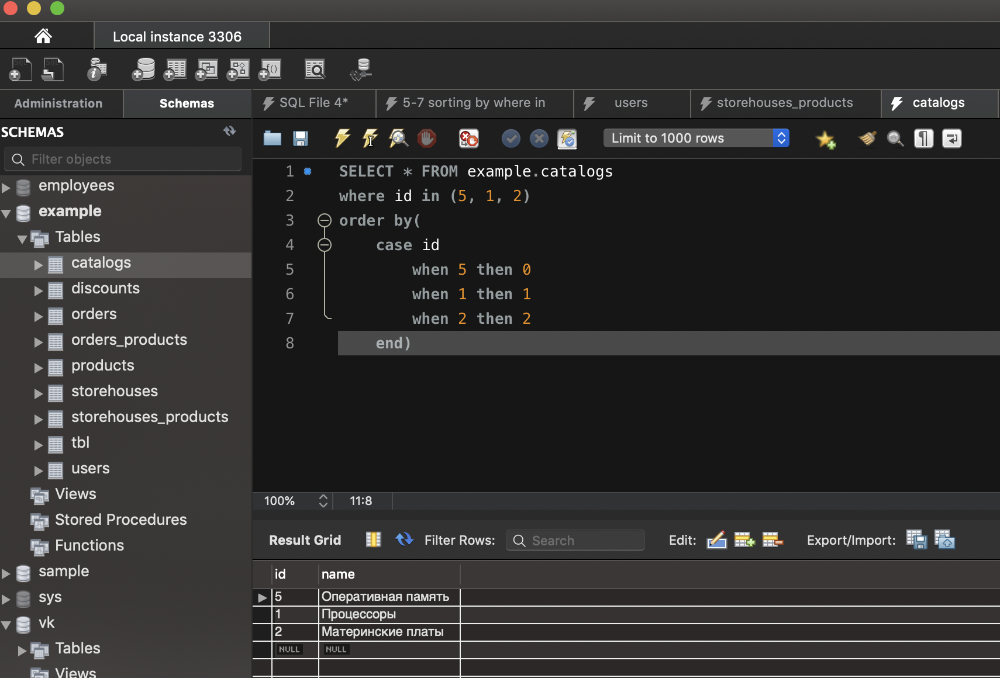 Local instance 3306
Administration
Schemas
SQL File 4*
5-7 sorting by where in
users
storehouses_products
catalogs
SCHEMAS
Filter objects
Limit to 1000 rows
employees
example
Tables
catalogs
discounts
orders
orders_products
products
storehouses
storehouses_products
tbl
users
Views
Stored Procedures
Functions
sample
sys
vk
Tables
Views
1 SELECT * FROM example.catalogs
2 where id in (5, 1, 2)
3 order by(
4 case id
5 when 5 then 0
6 when 1 then 1
7 when 2 then 2
8 end)
100% 11:8
Result Grid Filter Rows: Search Edit: Export/Import:
id name
5 Оперативная память
1 Процессоры
2 Материнские платы
NULL NULL